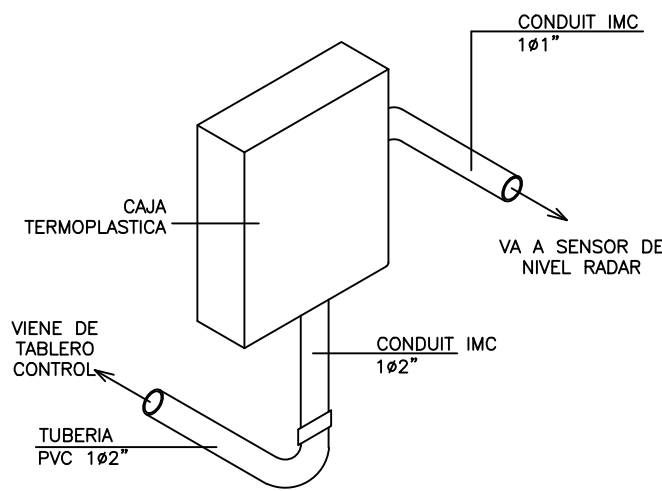 CONDUIT IMC
1ø1”
CAJA
TERMOPLASTICA
VA A SENSOR DE
NIVEL RADAR
VIENE DE
TABLERO
CONTROL
CONDUIT IMC
1ø2”
TUBERIA
PVC 1ø2”